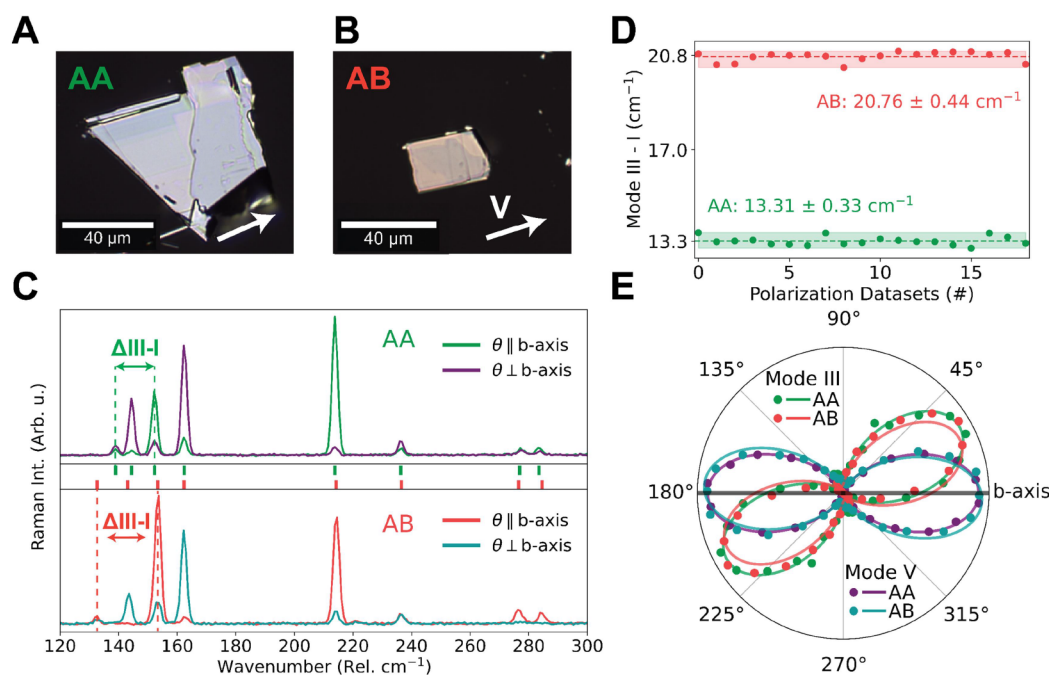 A
AA
40 µm
B
AB
V
40 µm
C
ΔIII-I
AA
θ ∥ b-axis
θ ⊥ b-axis
ΔIII-I
AB
θ ∥ b-axis
θ ⊥ b-axis
Raman Int. (Arb. u.)
120 140 160 180 200 220 240 260 280 300
Wavenumber (Rel. cm⁻¹)
D
20.8
17.0
13.3
Mode III - I (cm⁻¹)
AB: 20.76 ± 0.44 cm⁻¹
AA: 13.31 ± 0.33 cm⁻¹
0 5 10 15
Polarization Datasets (#)
E
90°
135° 45°
Mode III
AA
AB
180° b-axis
Mode V
AA
AB
225° 315°
270°